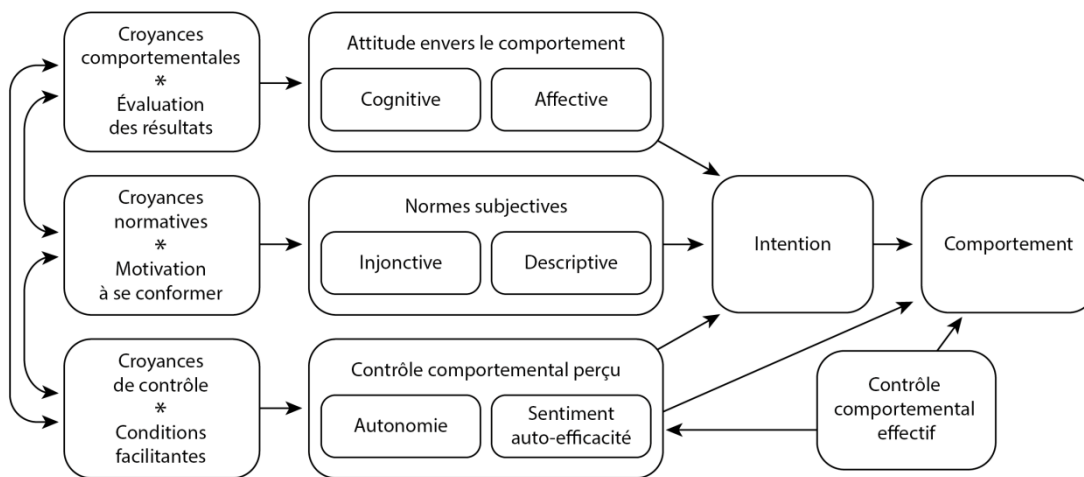 Croyances
comportementales
*
Évaluation
des résultats
Attitude envers le comportement
Cognitive
Affective
Croyances
normatives
*
Motivation
à se conformer
Normes subjectives
Injonctive
Descriptive
Intention
Comportement
Croyances
de contrôle
*
Conditions
facilitantes
Contrôle comportemental perçu
Autonomie
Sentiment
auto-efficacité
Contrôle
comportemental
effectif